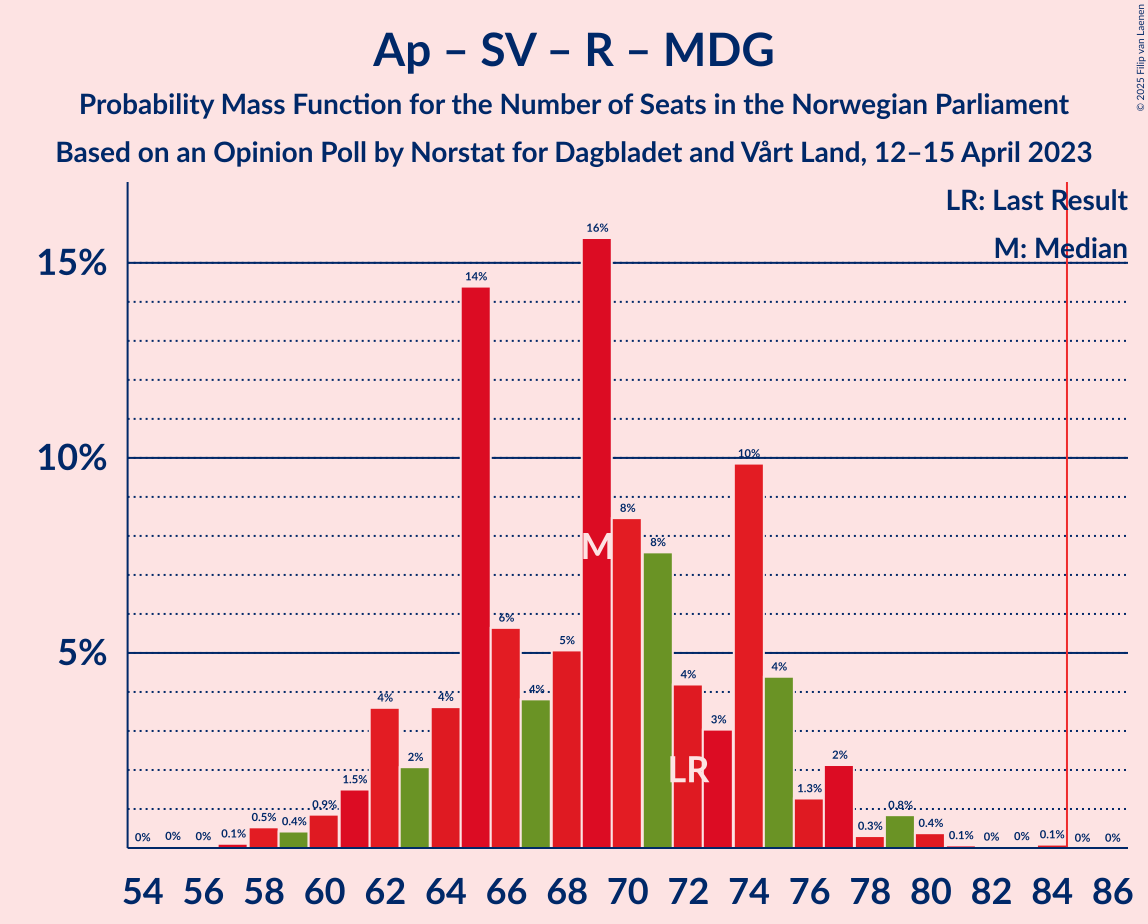 Ap – SV – R – MDG
Probability Mass Function for the Number of Seats in the Norwegian Parliament
Based on an Opinion Poll by Norstat for Dagbladet and Vårt Land, 12–15 April 2023
© 2025 Filip van Laenen
LR: Last Result
M: Median
15%
10%
5%
0% 0% 0% 0.1% 0.5% 0.4% 0.9% 1.5% 4% 2% 4% 14% 6% 4% 5% 16% 8% 8% 4% 3% 10% 4% 1.3% 2% 0.3% 0.8% 0.4% 0.1% 0% 0% 0.1% 0% 0%
M
LR
54 56 58 60 62 64 66 68 70 72 74 76 78 80 82 84 86